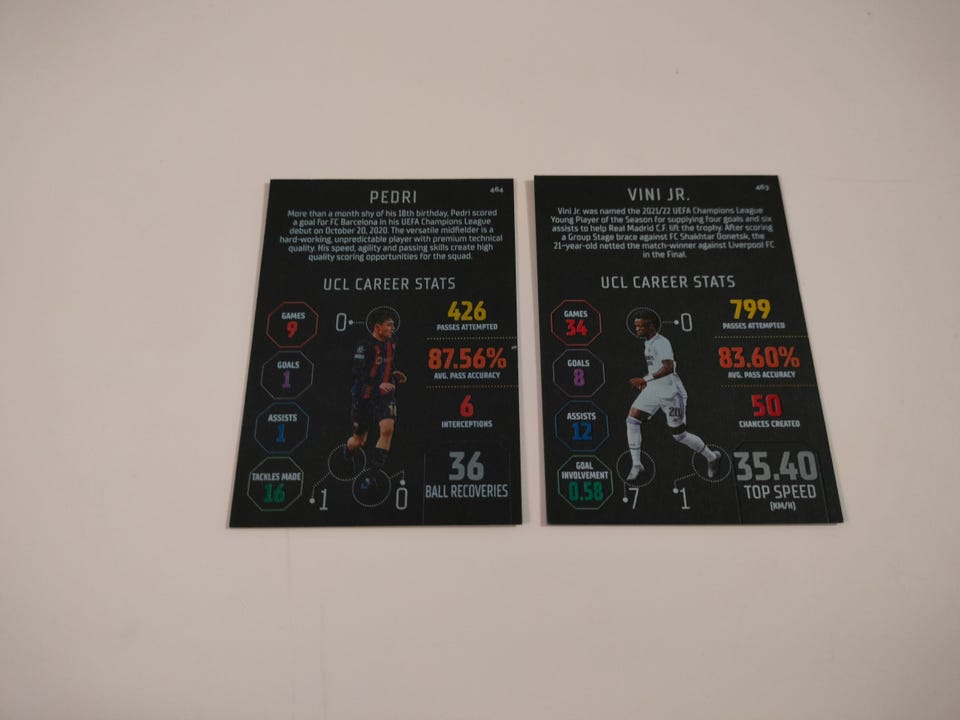 PEDRI
464
More than a month shy of his 18th birthday, Pedri scored
a goal for FC Barcelona in his UEFA Champions League
debut on October 20, 2020. The versatile midfielder is a
hard-working, unpredictable player with premium technical
quality. His speed, agility and passing skills create high
quality scoring opportunities for the squad.
UCL CAREER STATS
GAMES
9
GOALS
1
ASSISTS
1
TACKLES MADE
16
0
1
0
426
PASSES ATTEMPTED
87.56%
AVG. PASS ACCURACY
6
INTERCEPTIONS
36
BALL RECOVERIES
VINI JR.
463
Vini Jr. was named the 2021/22 UEFA Champions League
Young Player of the Season for supplying four goals and six
assists to help Real Madrid C.F. lift the trophy. After scoring
a Group Stage brace against FC Shakhtar Donetsk, the
21-year-old netted the match-winner against Liverpool FC
in the Final.
UCL CAREER STATS
GAMES
34
GOALS
8
ASSISTS
12
GOAL
INVOLVEMENT
0.58
0
20
7
1
799
PASSES ATTEMPTED
83.60%
AVG. PASS ACCURACY
50
CHANCES CREATED
35.40
TOP SPEED
(KM/H)